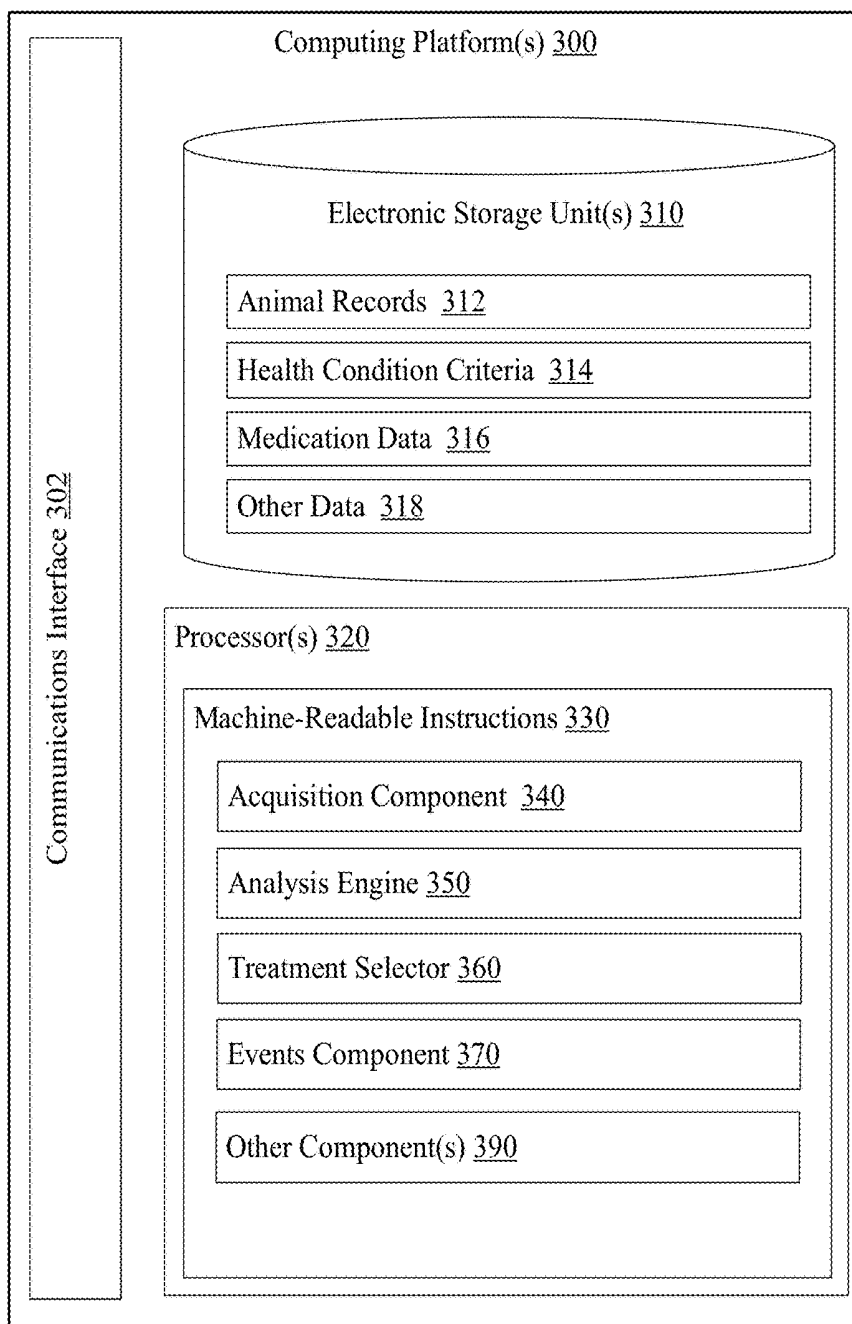 Computing Platform(s) 300
Communications Interface 302
Electronic Storage Unit(s) 310
Animal Records 312
Health Condition Criteria 314
Medication Data 316
Other Data 318
Processor(s) 320
Machine-Readable Instructions 330
Acquisition Component 340
Analysis Engine 350
Treatment Selector 360
Events Component 370
Other Component(s) 390